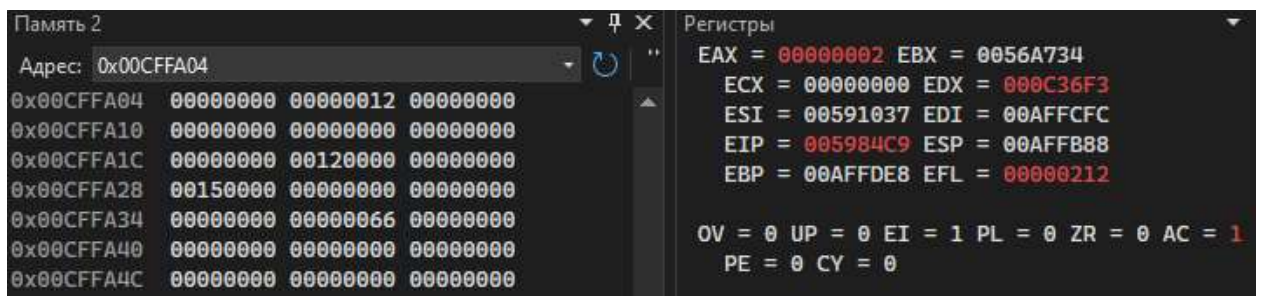 Память 2
Адрес: 0x00CFFA04
0x00CFFA04 00000000 00000012 00000000
0x00CFFA10 00000000 00000000 00000000
0x00CFFA1C 00000000 00120000 00000000
0x00CFFA28 00150000 00000000 00000000
0x00CFFA34 00000000 00000066 00000000
0x00CFFA40 00000000 00000000 00000000
0x00CFFA4C 00000000 00000000 00000000
Регистры
EAX = 00000002 EBX = 0056A734
ECX = 00000000 EDX = 000C36F3
ESI = 00591037 EDI = 00AFFCFC
EIP = 005984C9 ESP = 00AFFB88
EBP = 00AFFDE8 EFL = 00000212
OV = 0 UP = 0 EI = 1 PL = 0 ZR = 0 AC = 1
PE = 0 CY = 0